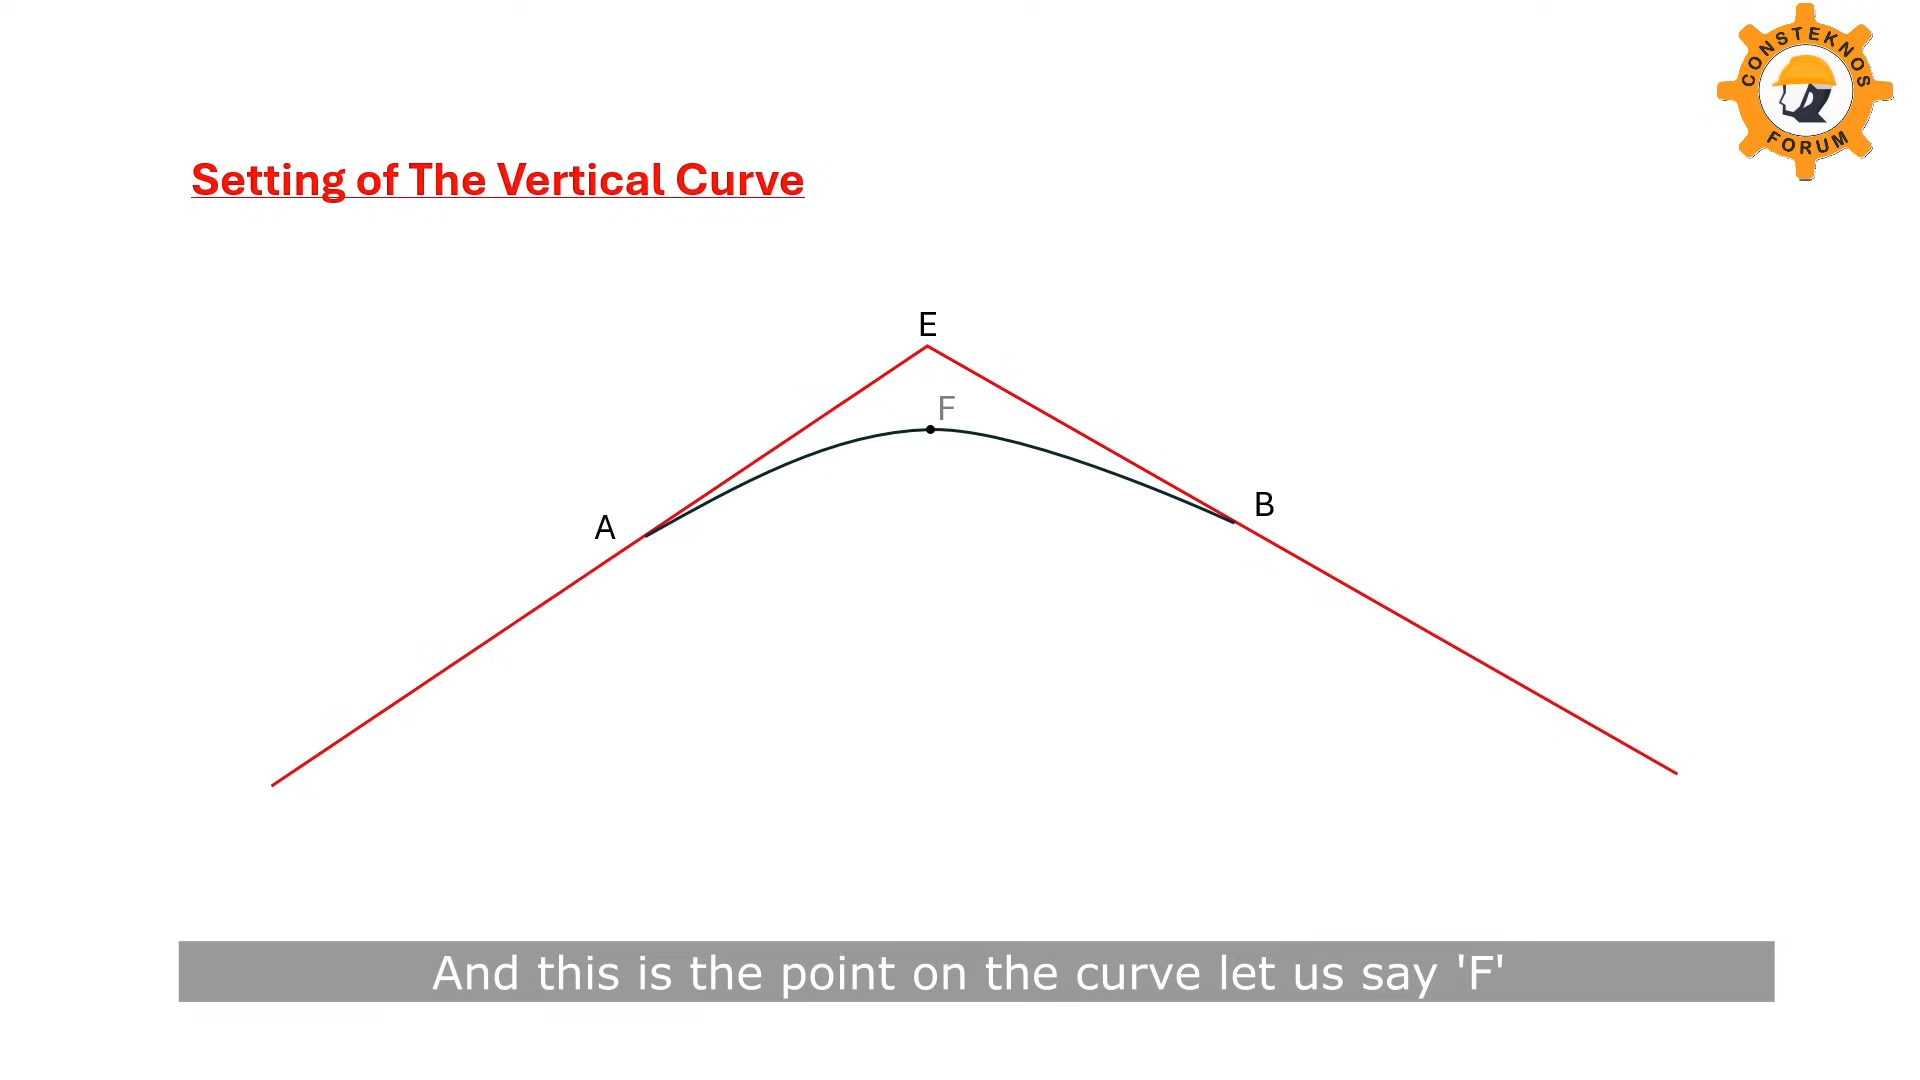 CONSTEKNOS
FORUM
Setting of The Vertical Curve
E
F
A
B
And this is the point on the curve let us say 'F'